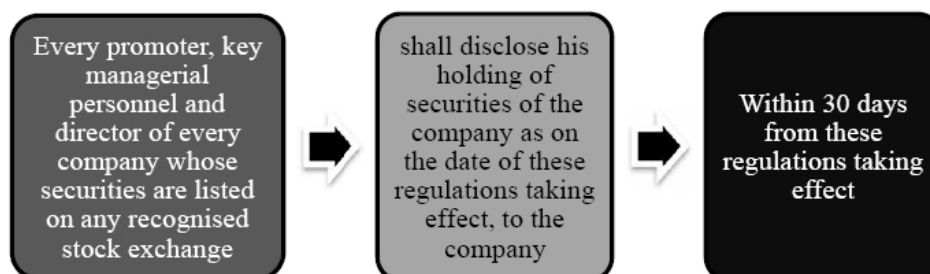 Every promoter, key
managerial
personnel and
director of every
company whose
securities are listed
on any recognised
stock exchange
shall disclose his
holding of
securities of the
company as on
the date of these
regulations taking
effect, to the
company
Within 30 days
from these
regulations taking
effect